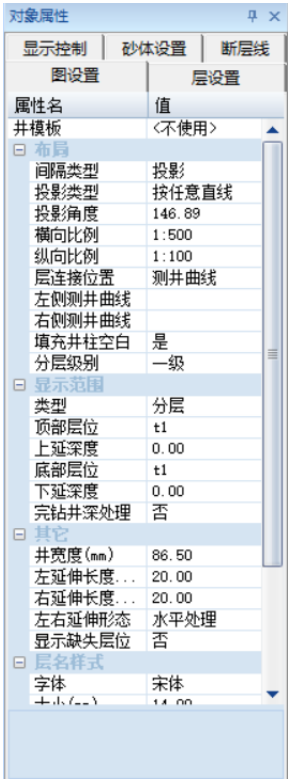 对象属性
显示控制 砂体设置 断层线
图设置 层设置
属性名 值
井模板 <不使用>
布局
间隔类型 投影
投影类型 按任意直线
投影角度 146.89
横向比例 1:500
纵向比例 1:100
层连接位置 测井曲线
左侧测井曲线
右侧测井曲线
填充井柱空白 是
分层级别 一级
显示范围
类型 分层
顶部层位 t1
上延深度 0.00
底部层位 t1
下延深度 0.00
完钻井深处理 否
其它
井宽度(mm) 86.50
左延伸长度... 20.00
右延伸长度... 20.00
左右延伸形态 水平处理
显示缺失层位 否
层名样式
字体 宋体